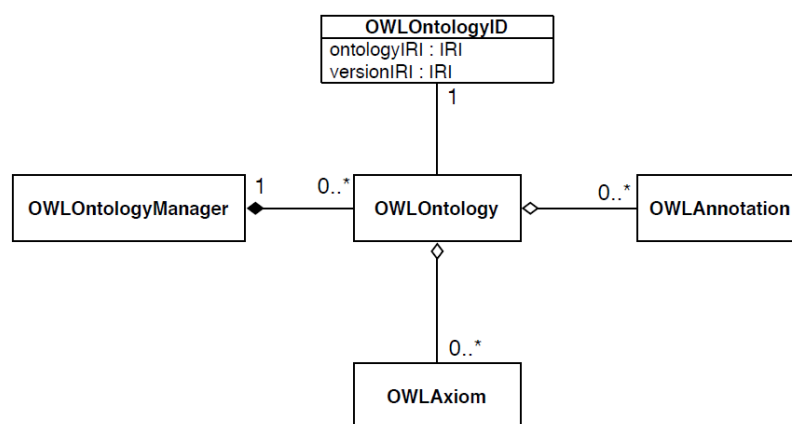 OWLOntologyID
ontologyIRI : IRI
versionIRI : IRI
1
1
0..*
0..*
OWLOntologyManager
OWLOntology
OWLAnnotation
0..*
OWLAxiom